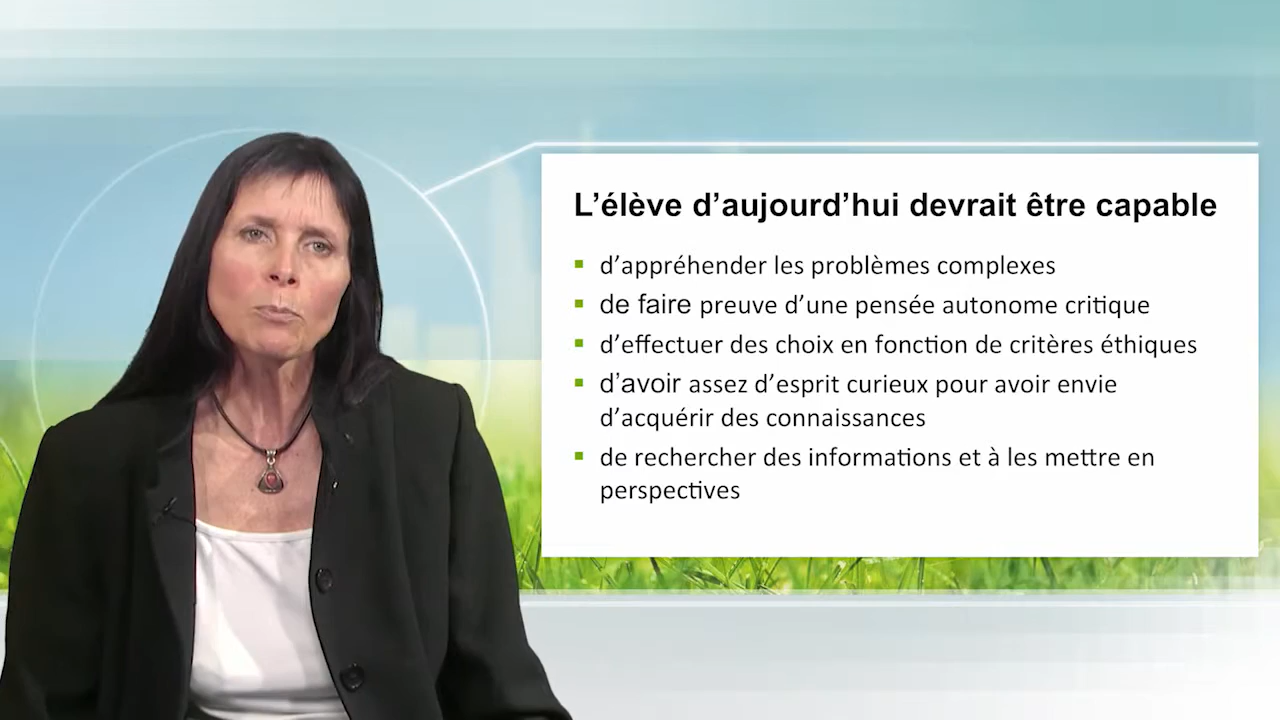 L’élève d’aujourd’hui devrait être capable
▪ d’appréhender les problèmes complexes
▪ de faire preuve d’une pensée autonome critique
▪ d’effectuer des choix en fonction de critères éthiques
▪ d’avoir assez d’esprit curieux pour avoir envie
d’acquérir des connaissances
▪ de rechercher des informations et à les mettre en
perspectives